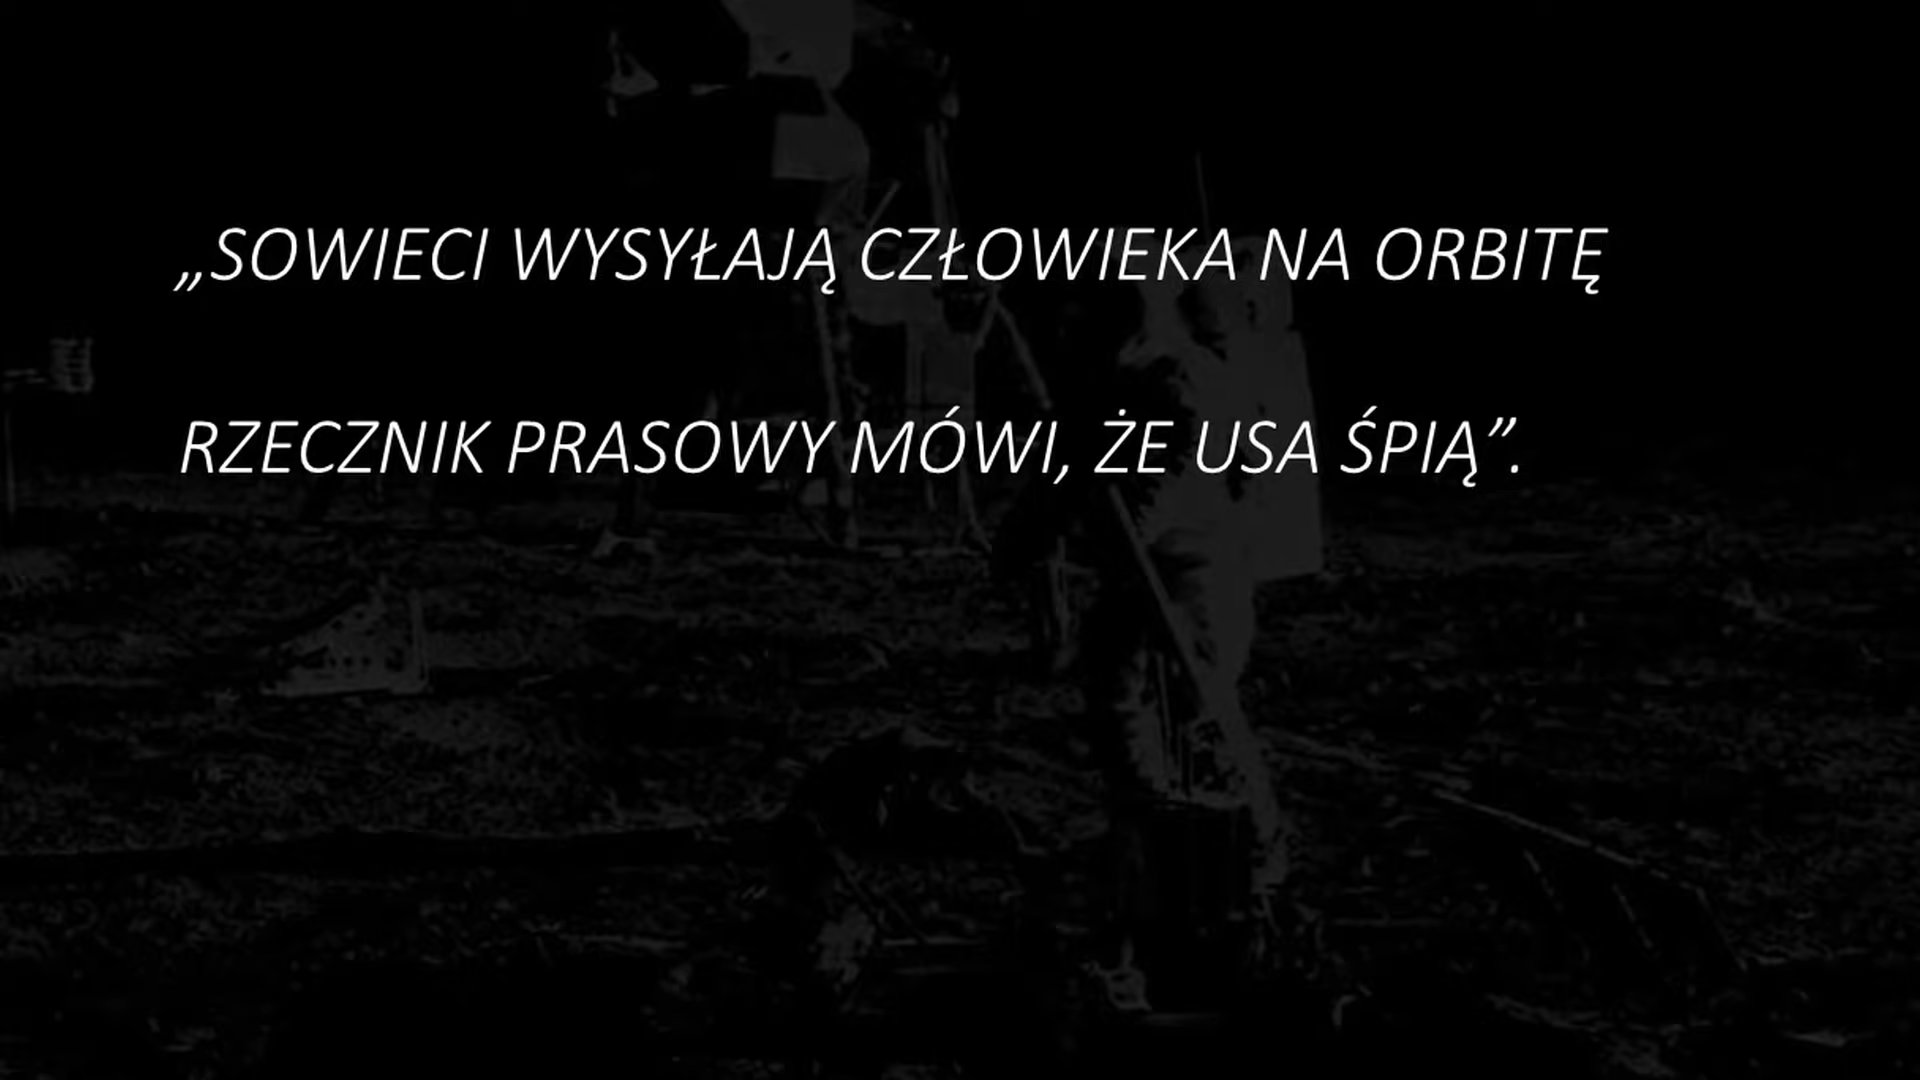 „SOWIECI WYSYŁAJĄ CZŁOWIEKA NA ORBITĘ
RZECZNIK PRASOWY MÓWI, ŻE USA ŚPIĄ”.